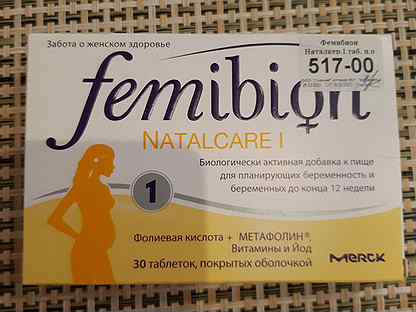 Забота о женском здоровье
Фемибион
Наталкер I таб. п.о
517-00
femibion
NATALCARE I
Биологически активная добавка к пище
для планирующих беременность и
беременных до конца 12 недели
1
Фолиевая кислота + МЕТАФОЛИН®,
Витамины и Йод
30 таблеток, покрытых оболочкой
MERCK